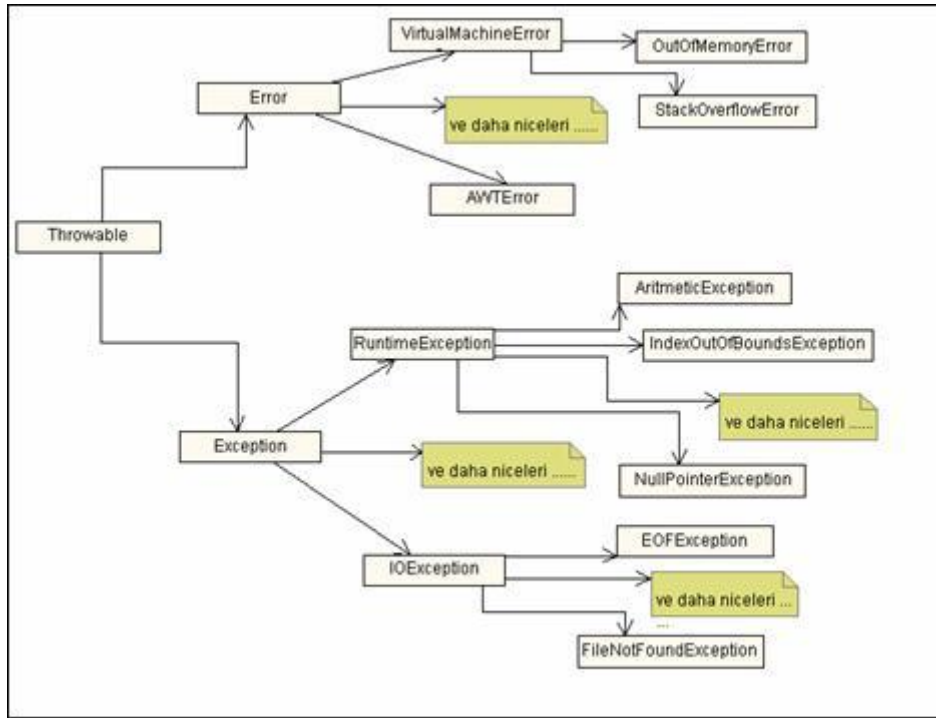 VirtualMachineError
OutOfMemoryError
Error
StackOverflowError
ve daha niceleri ......
AWTError
Throwable
AritmeticException
RuntimeException
IndexOutOfBoundsException
ve daha niceleri ......
Exception
ve daha niceleri ......
NullPointerException
EOFException
IOException
ve daha niceleri ...
...
FileNotFoundException